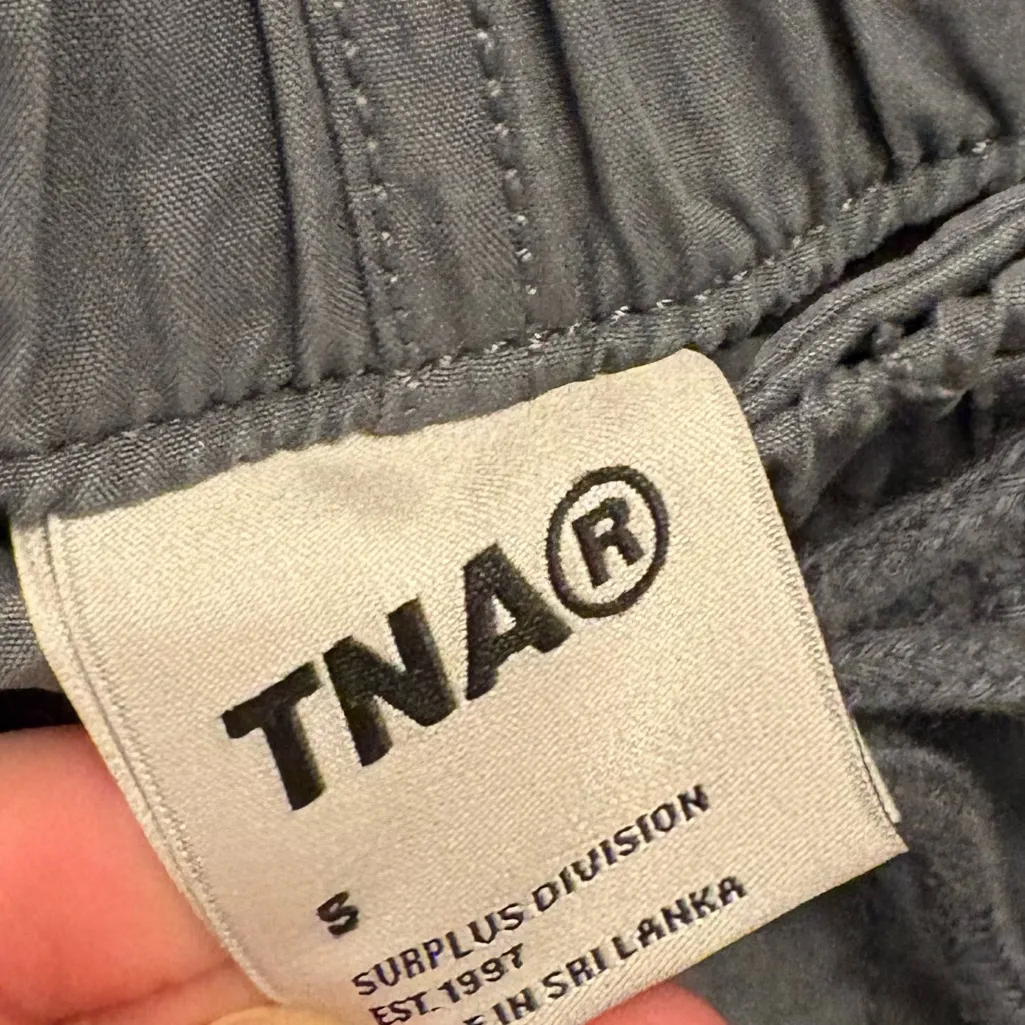 TNA®
S
SURPLUS DIVISION
EST. 1997
IN SRI LANKA